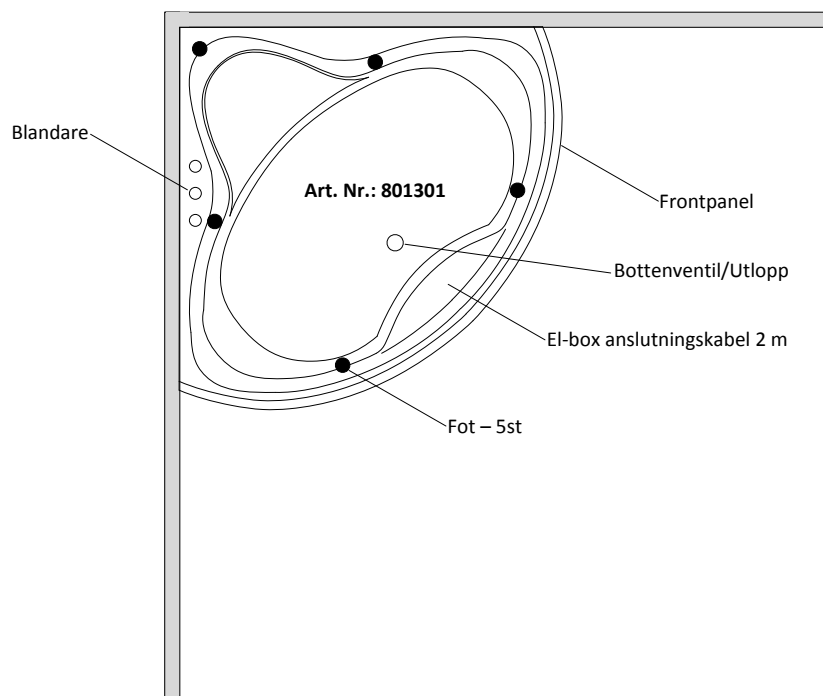 Blandare
Art. Nr.: 801301
Frontpanel
Bottenventil/Utlopp
El-box anslutningskabel 2 m
Fot – 5st